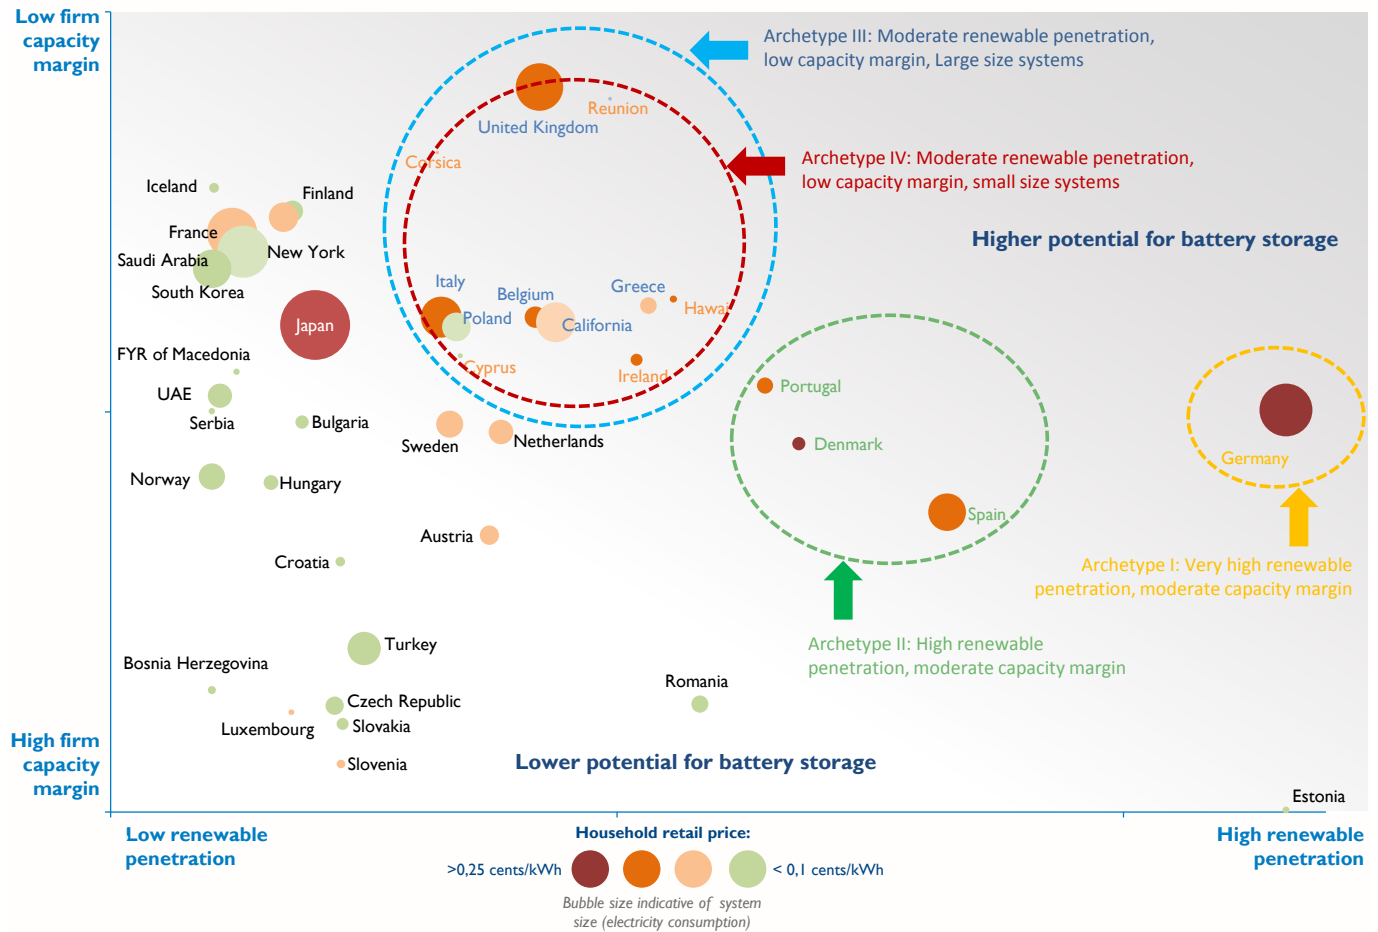 Low firm
capacity
margin
Archetype III: Moderate renewable penetration,
low capacity margin, Large size systems
Reunion
United Kingdom
Corsica
Archetype IV: Moderate renewable penetration,
low capacity margin, small size systems
Iceland
Finland
France
New York
Saudi Arabia
South Korea
Higher potential for battery storage
Italy
Belgium
Greece
Hawai
Poland
California
Japan
FYR of Macedonia
Cyprus
Ireland
UAE
Portugal
Serbia
Bulgaria
Sweden
Netherlands
Denmark
Germany
Norway
Hungary
Spain
Austria
Croatia
Archetype I: Very high renewable
penetration, moderate capacity margin
Turkey
Archetype II: High renewable
penetration, moderate capacity margin
Bosnia Herzegovina
Romania
Czech Republic
Luxembourg
Slovakia
High firm
capacity
margin
Slovenia
Lower potential for battery storage
Estonia
Low renewable
penetration
High renewable
penetration
Household retail price:
>0,25 cents/kWh
< 0,1 cents/kWh
Bubble size indicative of system
size (electricity consumption)